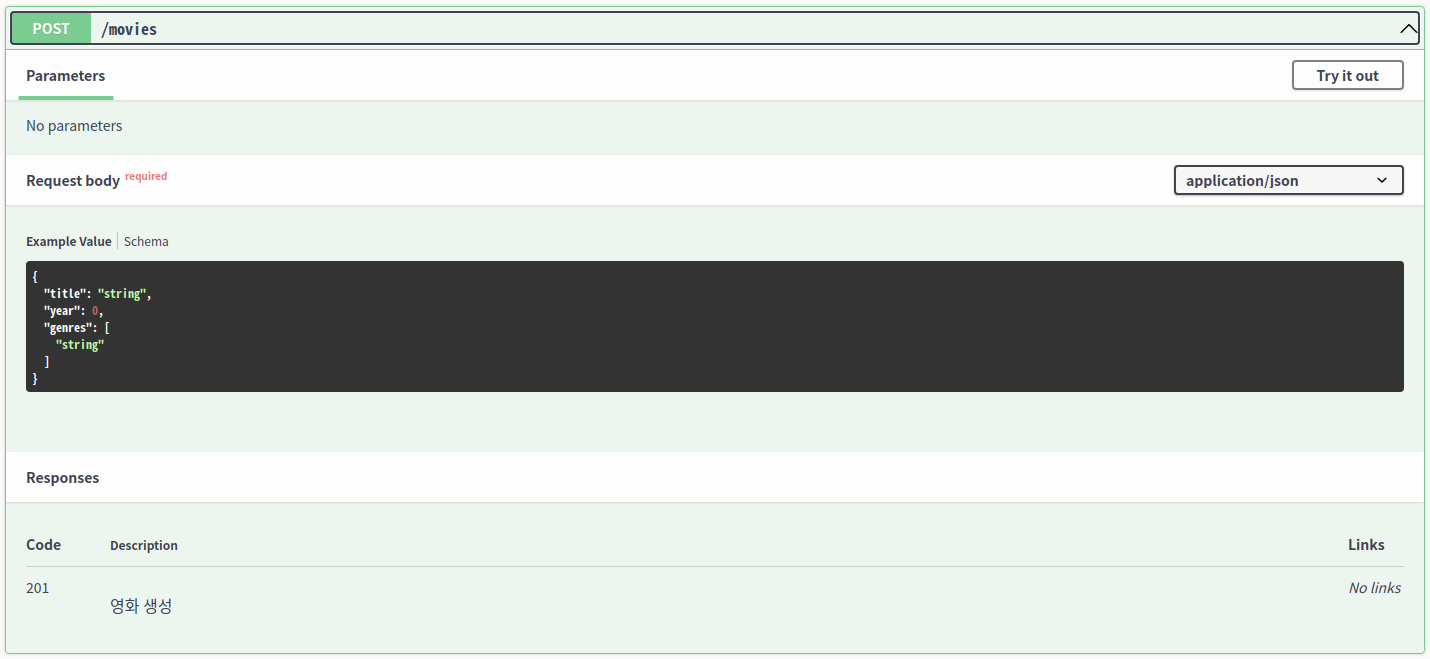 POST /movies
Parameters
Try it out
No parameters
Request body required
application/json
Example Value Schema
{
  "title": "string",
  "year": 0,
  "genres": [
    "string"
  ]
}
Responses
Code Description Links
201 No links
영화 생성